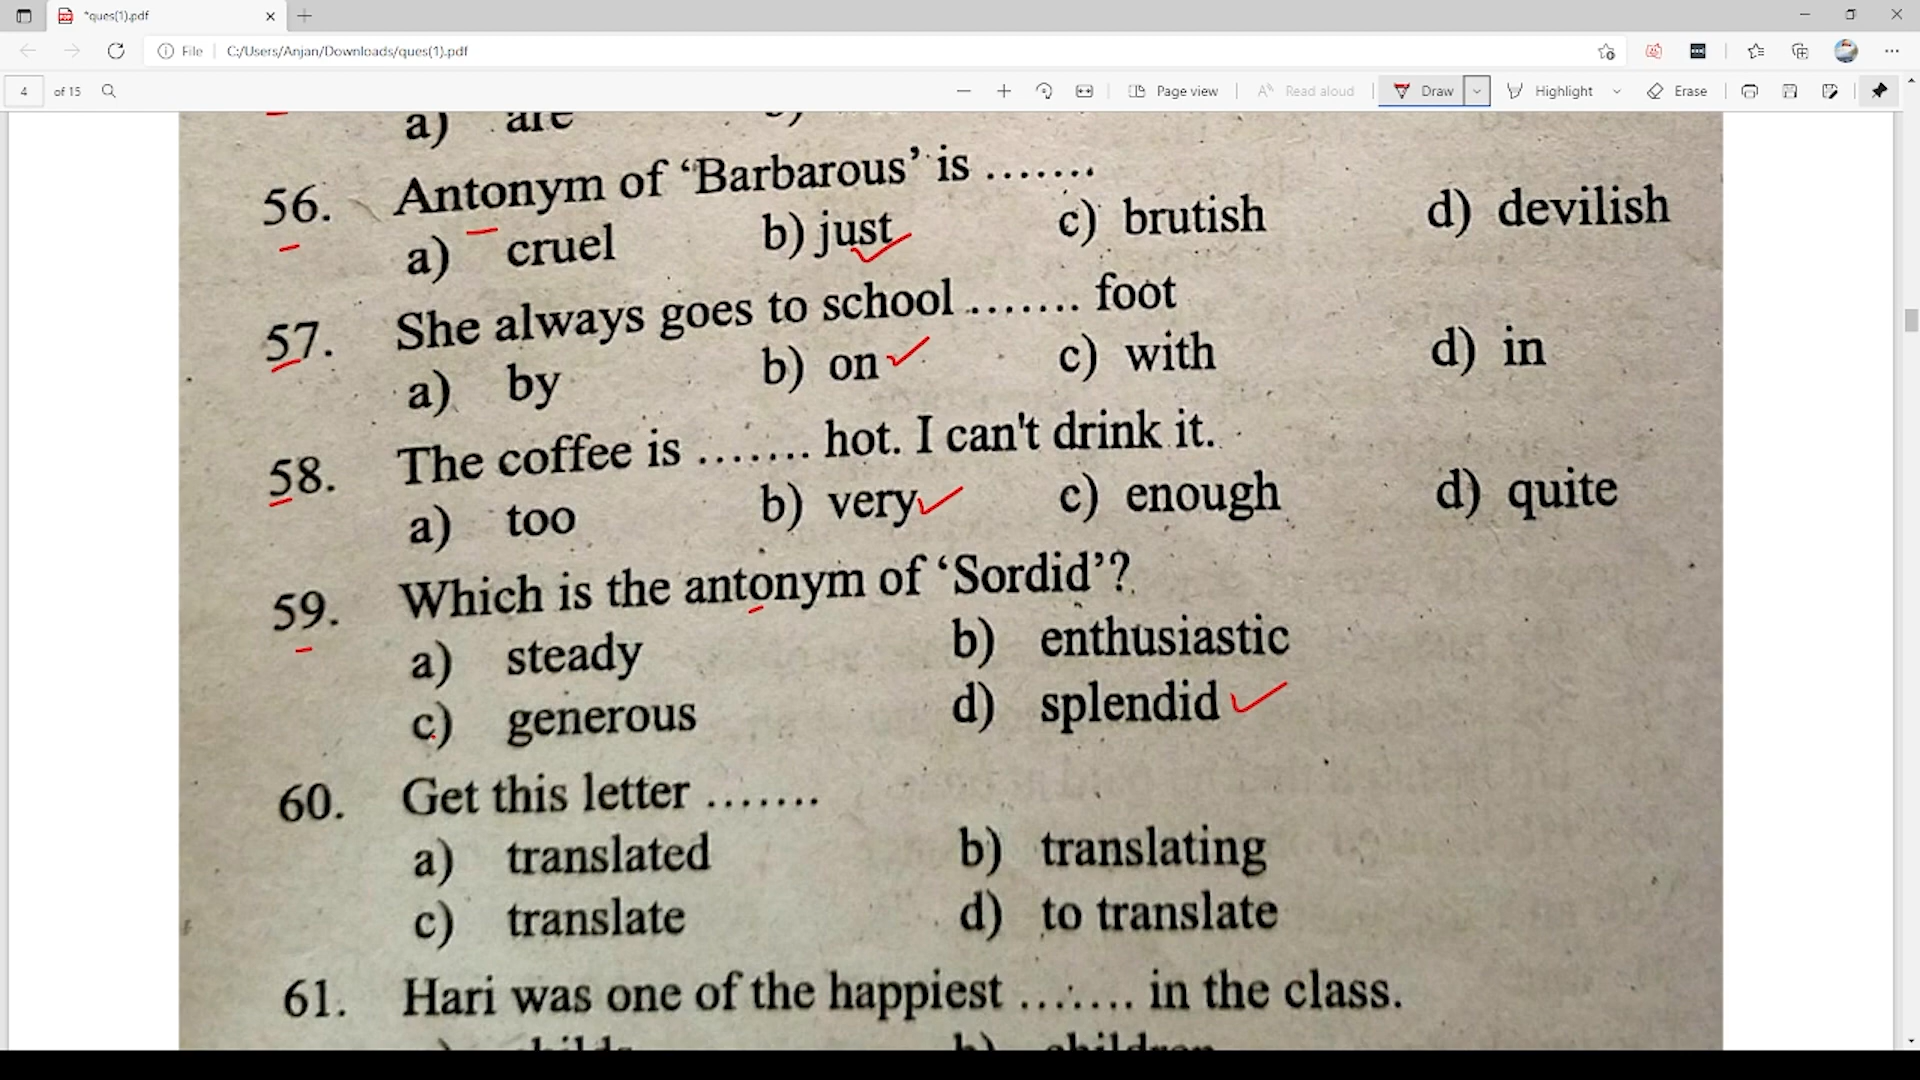 *ques(1).pdf
File C:/Users/Anjan/Downloads/ques(1).pdf
4 of 15 Page view Read aloud Draw Highlight Erase
a) are
56. Antonym of ‘Barbarous’ is .......
a) cruel b) just c) brutish d) devilish
57. She always goes to school ....... foot
a) by b) on c) with d) in
58. The coffee is ....... hot. I can't drink it.
a) too b) very c) enough d) quite
59. Which is the antonym of ‘Sordid’?
a) steady b) enthusiastic
c) generous d) splendid
60. Get this letter .......
a) translated b) translating
c) translate d) to translate
61. Hari was one of the happiest ....... in the class.
b) children